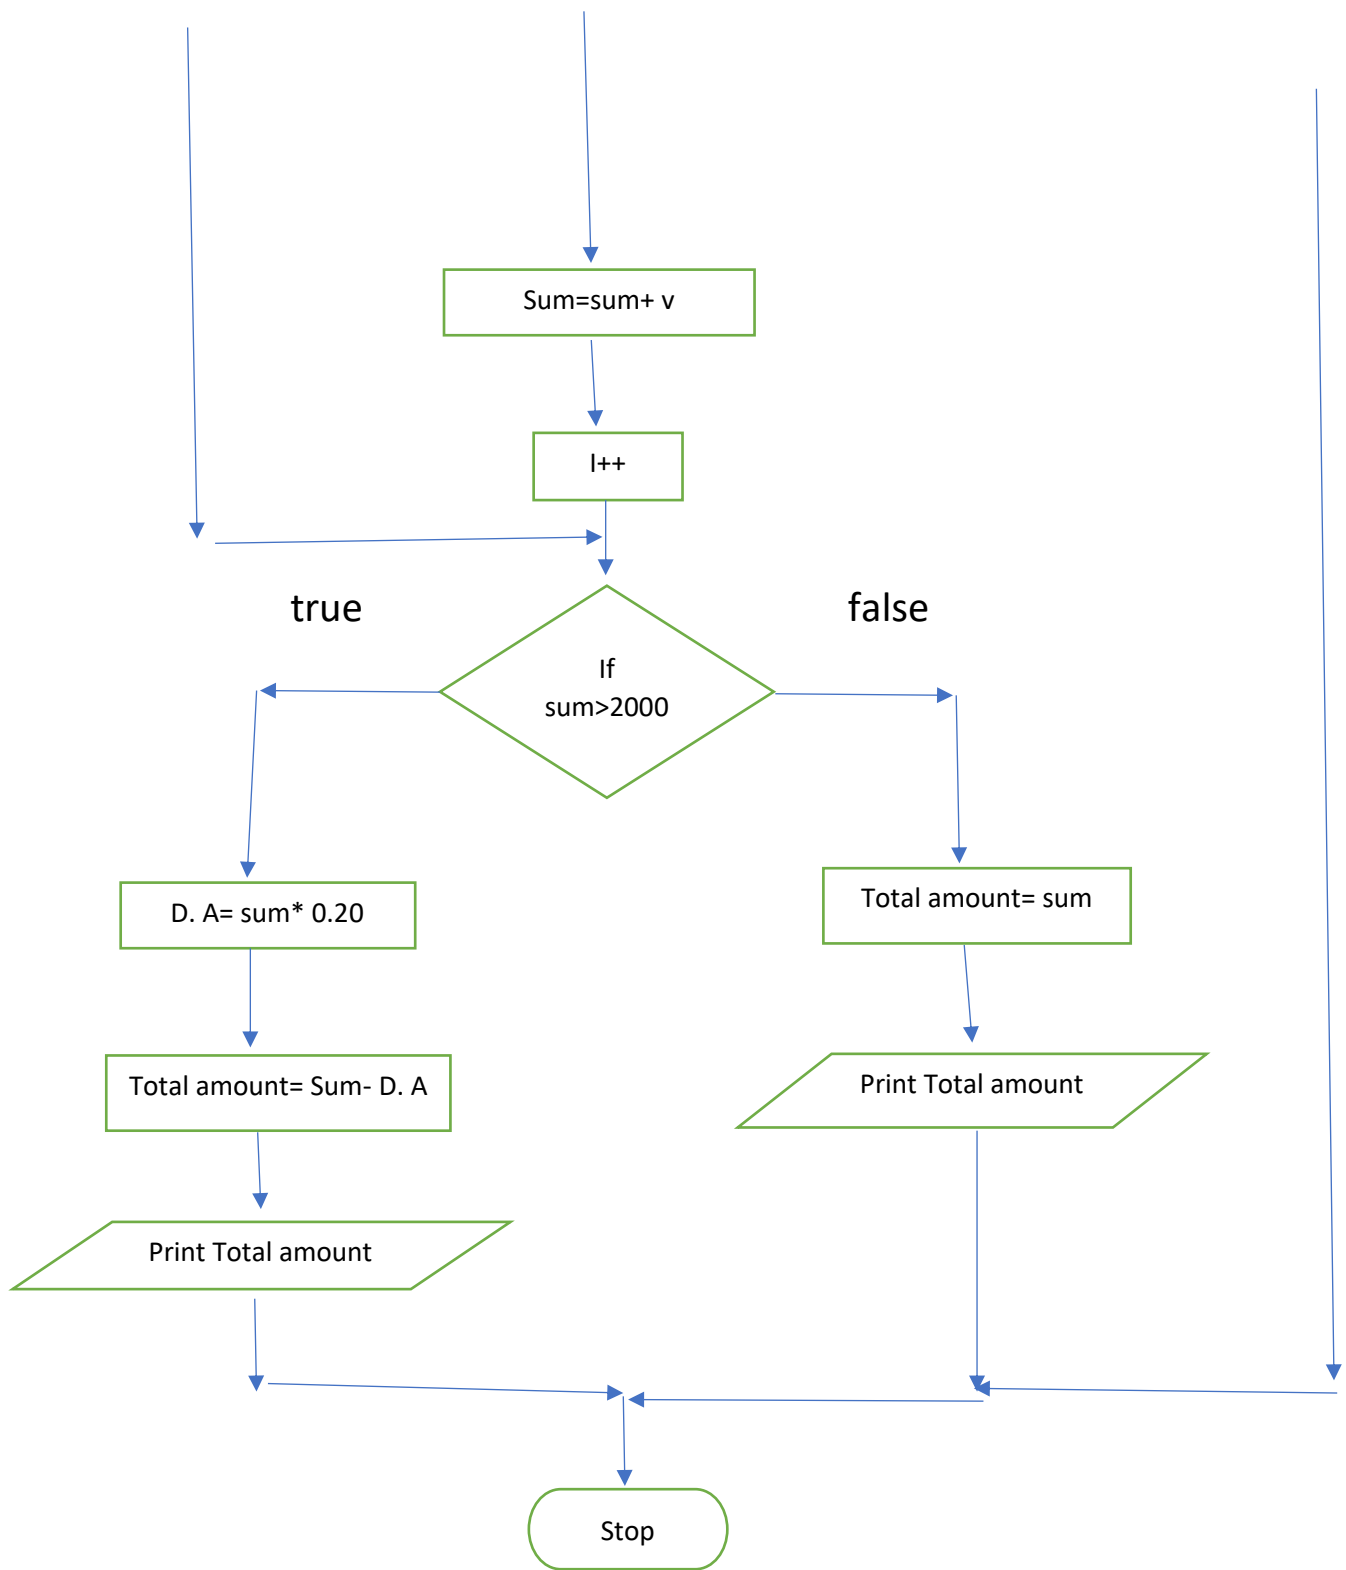 Sum=sum+ v
I++
true
false
If
sum>2000
D. A= sum* 0.20
Total amount= sum
Total amount= Sum- D. A
Print Total amount
Print Total amount
Stop